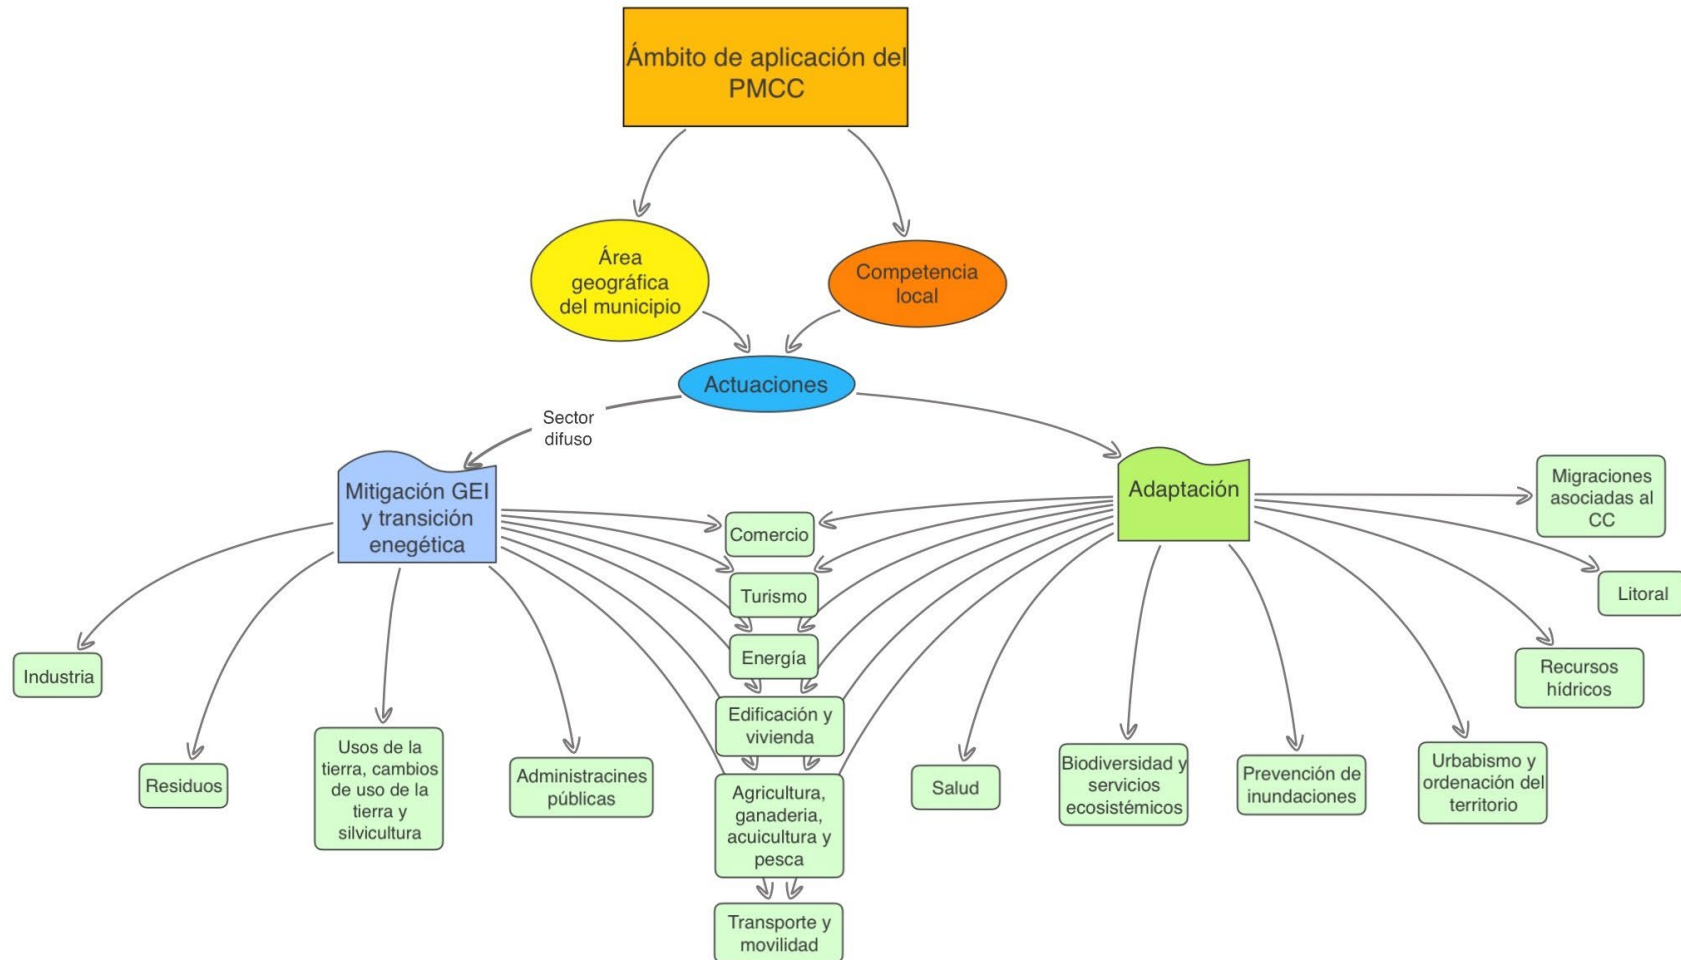 Ámbito de aplicación del
PMCC
Área
geográfica
del municipio
Competencia
local
Actuaciones
Sector
difuso
Mitigación GEI
y transición
enegética
Adaptación
Migraciones
asociadas al
CC
Comercio
Turismo
Litoral
Energía
Industria
Recursos
hídricos
Edificación y
vivienda
Residuos
Usos de la
tierra, cambios
de uso de la
tierra y
silvicultura
Administracines
públicas
Agricultura,
ganaderia,
acuicultura y
pesca
Salud
Biodiversidad y
servicios
ecosistémicos
Prevención de
inundaciones
Urbabismo y
ordenación del
territorio
Transporte y
movilidad